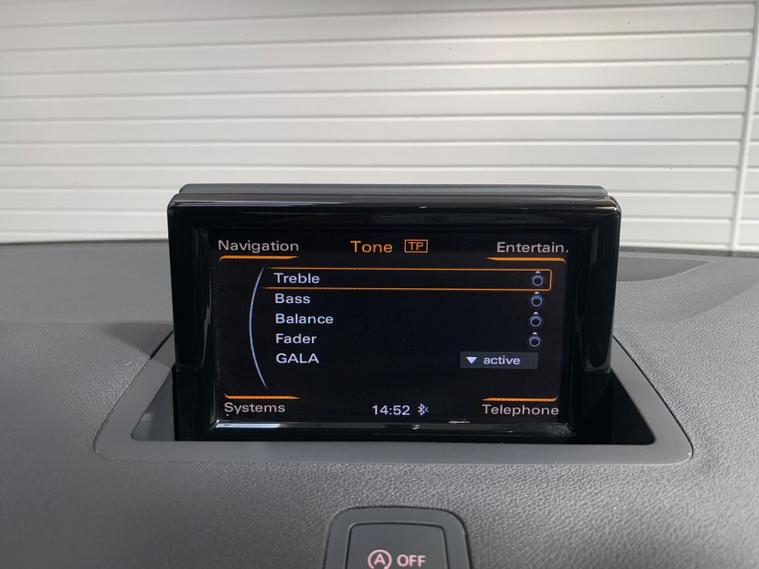 Navigation Tone TP Entertain.
Treble
Bass
Balance
Fader
GALA active
Systems 14:52 Telephone
A OFF